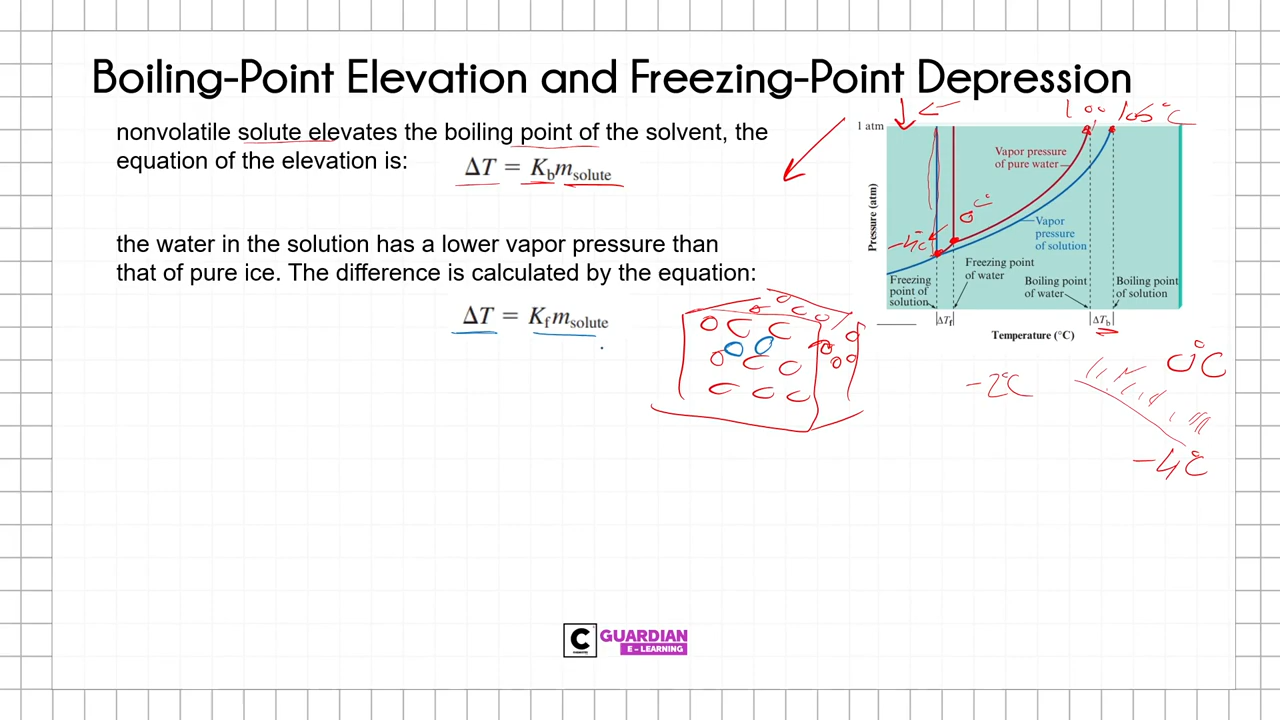 Boiling-Point Elevation and Freezing-Point Depression
nonvolatile solute elevates the boiling point of the solvent, the
equation of the elevation is:
ΔT = K_b m_solute
the water in the solution has a lower vapor pressure than
that of pure ice. The difference is calculated by the equation:
ΔT = K_f m_solute
100 105°C
1 atm
Vapor pressure
of pure water
Pressure (atm)
0°C
-4°C
Vapor
pressure
of solution
Freezing point
of water
Freezing
point of
solution
Boiling point
of water
Boiling point
of solution
ΔT_f
ΔT_b
Temperature (°C)
0°C
-2°C
-4°C
C
GUARDIAN
E - LEARNING